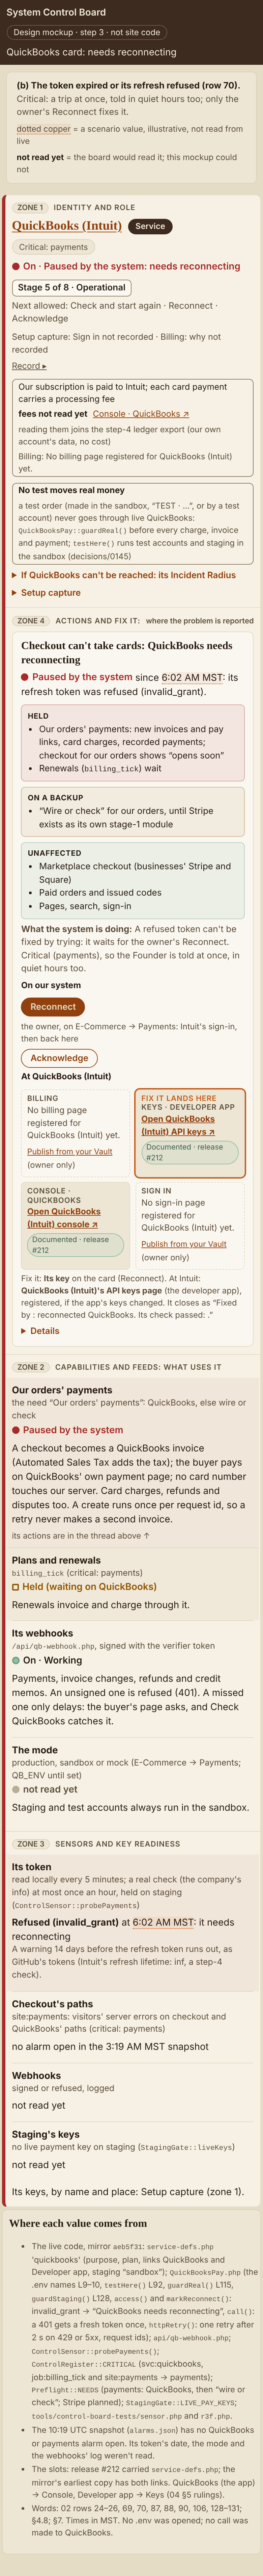 System Control Board
Design mockup · step 3 · not site code
QuickBooks card: needs reconnecting
(b) The token expired or its refresh refused (row 70).
Critical: a trip at once, told in quiet hours too; only the
owner's Reconnect fixes it.
dotted copper = a scenario value, illustrative, not read from
live
not read yet = the board would read it; this mockup could
not
ZONE 1 IDENTITY AND ROLE
QuickBooks (Intuit) Service
Critical: payments
On · Paused by the system: needs reconnecting
Stage 5 of 8 · Operational
Next allowed: Check and start again · Reconnect ·
Acknowledge
Setup capture: Sign in not recorded · Billing: why not
recorded
Record ▸
Our subscription is paid to Intuit; each card payment
carries a processing fee
fees not read yet Console · QuickBooks ↗
reading them joins the step-4 ledger export (our own
account's data, no cost)
Billing: No billing page registered for QuickBooks (Intuit)
yet.
No test moves real money
a test order (made in the sandbox, "TEST - …", or by a test
account) never goes through live QuickBooks:
QuickBooksPay::guardReal() before every charge, invoice
and payment; testHere() runs test accounts and staging in
the sandbox (decisions/0145)
▸ If QuickBooks can't be reached: its Incident Radius
▸ Setup capture
ZONE 4 ACTIONS AND FIX IT: where the problem is reported
Checkout can't take cards: QuickBooks needs
reconnecting
Paused by the system since 6:02 AM MST: its
refresh token was refused (invalid_grant).
HELD
• Our orders' payments: new invoices and pay
links, card charges, recorded payments;
checkout for our orders shows "opens soon"
• Renewals (billing_tick) wait
ON A BACKUP
• "Wire or check" for our orders, until Stripe
exists as its own stage-1 module
UNAFFECTED
• Marketplace checkout (businesses' Stripe and
Square)
• Paid orders and issued codes
• Pages, search, sign-in
What the system is doing: A refused token can't be
fixed by trying: it waits for the owner's Reconnect.
Critical (payments), so the Founder is told at once, in
quiet hours too.
On our system
Reconnect
the owner, on E-Commerce → Payments: Intuit's sign-in,
then back here
Acknowledge
At QuickBooks (Intuit)
BILLING
No billing page
registered for
QuickBooks (Intuit) yet.
Publish from your Vault
(owner only)
FIX IT LANDS HERE
KEYS · DEVELOPER APP
Open QuickBooks
(Intuit) API keys ↗
Documented · release
#212
CONSOLE ·
QUICKBOOKS
Open QuickBooks
(Intuit) console ↗
Documented · release
#212
SIGN IN
No sign-in page
registered for
QuickBooks (Intuit) yet.
Publish from your Vault
(owner only)
Fix it: Its key on the card (Reconnect). At Intuit:
QuickBooks (Intuit)'s API keys page (the developer app),
registered, if the app's keys changed. It closes as "Fixed
by : reconnected QuickBooks. Its check passed: ."
▸ Details
ZONE 2 CAPABILITIES AND FEEDS: WHAT USES IT
Our orders' payments
the need "Our orders' payments": QuickBooks, else wire or
check
Paused by the system
A checkout becomes a QuickBooks invoice
(Automated Sales Tax adds the tax); the buyer pays
on QuickBooks' own payment page; no card number
touches our server. Card charges, refunds and
disputes too. A create runs once per request id, so a
retry never makes a second invoice.
its actions are in the thread above ↑
Plans and renewals
billing_tick (critical: payments)
Held (waiting on QuickBooks)
Renewals invoice and charge through it.
Its webhooks
/api/qb-webhook.php, signed with the verifier token
On · Working
Payments, invoice changes, refunds and credit
memos. An unsigned one is refused (401). A missed
one only delays: the buyer's page asks, and Check
QuickBooks catches it.
The mode
production, sandbox or mock (E-Commerce → Payments;
QB_ENV until set)
not read yet
Staging and test accounts always run in the sandbox.
ZONE 3 SENSORS AND KEY READINESS
Its token
read locally every 5 minutes; a real check (the company's
info) at most once an hour, held on staging
(ControlSensor::probePayments)
Refused (invalid_grant) at 6:02 AM MST: it needs
reconnecting
A warning 14 days before the refresh token runs out, as
GitHub's tokens (Intuit's refresh lifetime: inf, a step-4
check).
Checkout's paths
site:payments: visitors' server errors on checkout and
QuickBooks' paths (critical: payments)
no alarm open in the 3:19 AM MST snapshot
Webhooks
signed or refused, logged
not read yet
Staging's keys
no live payment key on staging (StagingGate::liveKeys)
not read yet
Its keys, by name and place: Setup capture (zone 1).
Where each value comes from
• The live code, mirror aeb5f31: service-defs.php
'quickbooks' (purpose, plan, links QuickBooks and
Developer app, staging "sandbox"); QuickBooksPay.php (the
.env names L9–10, testHere() L92, guardReal() L115,
guardStaging() L128, access() and markReconnect():
invalid_grant → "QuickBooks needs reconnecting", call():
a 401 gets a fresh token once, httpRetry(): one retry after
2 s on 429 or 5xx, request ids); api/qb-webhook.php;
ControlSensor::probePayments();
ControlRegister::CRITICAL (svc:quickbooks,
job:billing_tick and site:payments → payments);
Preflight::NEEDS (payments: QuickBooks, then "wire or
check"; Stripe planned); StagingGate::LIVE_PAY_KEYS;
tools/control-board-tests/sensor.php and r3f.php.
• The 10:19 UTC snapshot (alarms.json) has no QuickBooks
or payments alarm open. Its token's date, the mode and
the webhooks' log weren't read.
• The slots: release #212 carried service-defs.php; the
mirror's earliest copy has both links. QuickBooks (the app)
→ Console, Developer app → Keys (04 §5 rulings).
• Words: 02 rows 24–26, 69, 70, 87, 88, 90, 106, 128–131;
§4.8; §7. Times in MST. No .env was opened; no call was
made to QuickBooks.